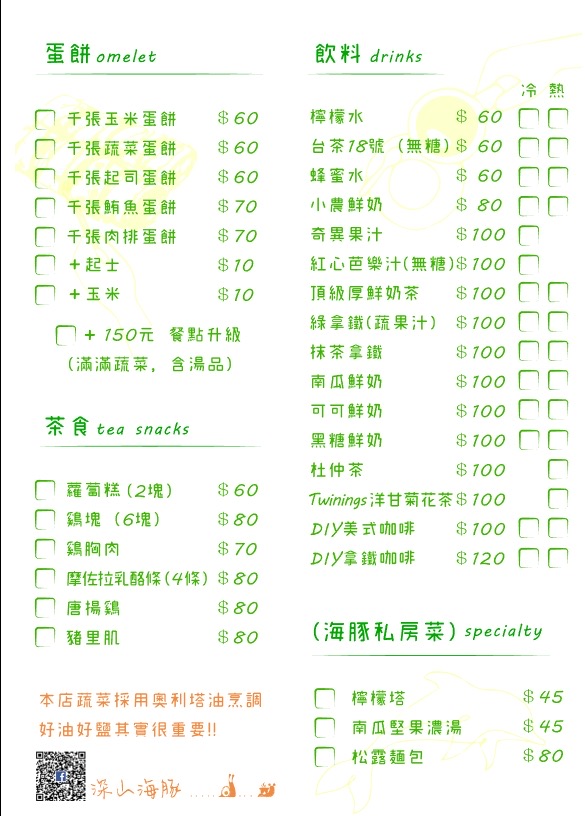 蛋餅 omelet
千張玉米蛋餅 $60
千張蔬菜蛋餅 $60
千張起司蛋餅 $60
千張鮪魚蛋餅 $70
千張肉排蛋餅 $70
+起士 $10
+玉米 $10
+ 150元 餐點升級
(滿滿蔬菜, 含湯品)
茶食 tea snacks
蘿蔔糕(2塊) $60
鷄塊 (6塊) $80
鷄胸肉 $70
摩佐拉乳酪條(4條) $80
唐揚鷄 $80
豬里肌 $80
本店蔬菜採用奧利塔油烹調
好油好鹽其實很重要!!
f 深山海豚
飲料 drinks
冷 熱
檸檬水 $60
台茶18號 (無糖) $60
蜂蜜水 $60
小農鮮奶 $80
奇異果汁 $100
紅心芭樂汁(無糖) $100
頂級厚鮮奶茶 $100
綠拿鐵(蔬果汁) $100
抹茶拿鐵 $100
南瓜鮮奶 $100
可可鮮奶 $100
黑糖鮮奶 $100
杜仲茶 $100
Twinings洋甘菊花茶 $100
DIY美式咖啡 $100
DIY拿鐵咖啡 $120
(海豚私房菜) specialty
檸檬塔 $45
南瓜堅果濃湯 $45
松露麵包 $80